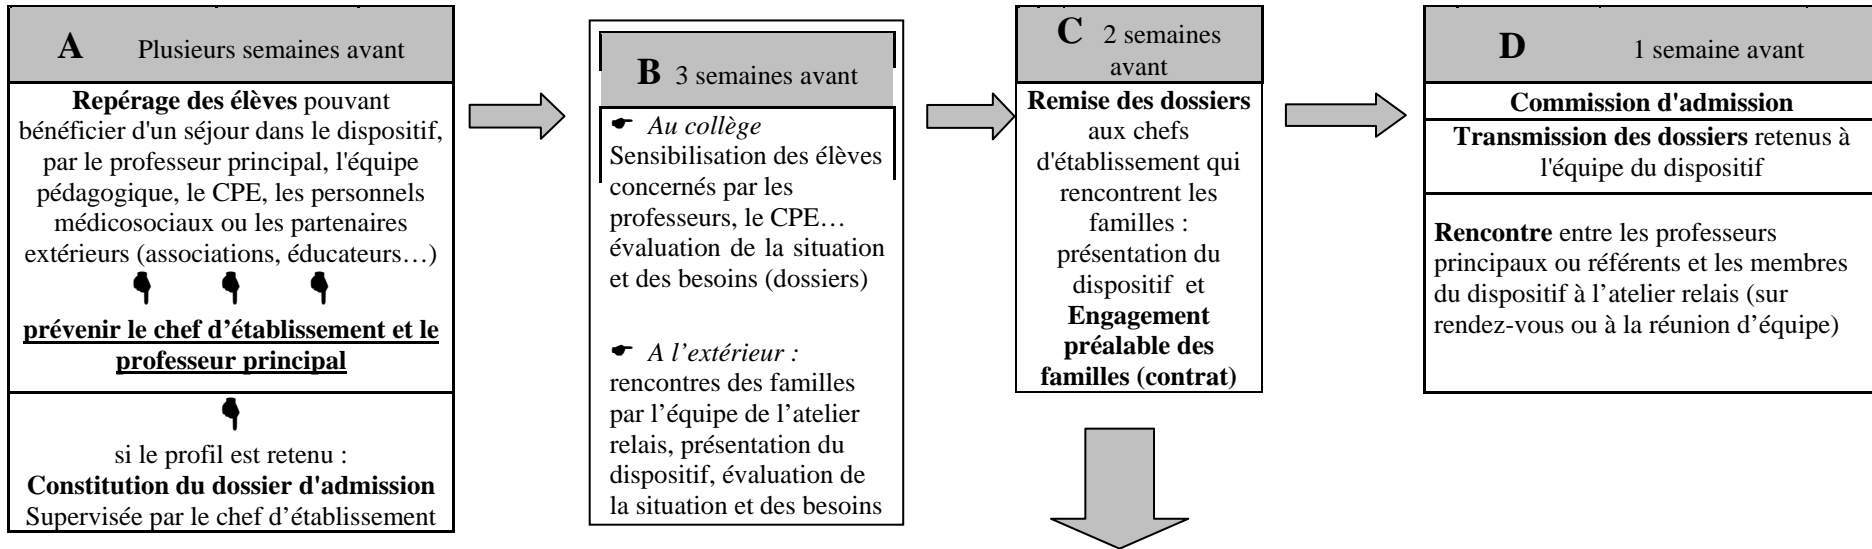 A Plusieurs semaines avant
Repérage des élèves pouvant
bénéficier d'un séjour dans le dispositif,
par le professeur principal, l'équipe
pédagogique, le CPE, les personnels
médicosociaux ou les partenaires
extérieurs (associations, éducateurs…)
prévenir le chef d’établissement et le
professeur principal
si le profil est retenu :
Constitution du dossier d'admission
Supervisée par le chef d’établissement
B 3 semaines avant
Au collège
Sensibilisation des élèves
concernés par les
professeurs, le CPE…
évaluation de la situation
et des besoins (dossiers)
A l’extérieur :
rencontres des familles
par l’équipe de l’atelier
relais, présentation du
dispositif, évaluation de
la situation et des besoins
C 2 semaines
avant
Remise des dossiers
aux chefs
d'établissement qui
rencontrent les
familles :
présentation du
dispositif et
Engagement
préalable des
familles (contrat)
D 1 semaine avant
Commission d'admission
Transmission des dossiers retenus à
l'équipe du dispositif
Rencontre entre les professeurs
principaux ou référents et les membres
du dispositif à l’atelier relais (sur
rendez-vous ou à la réunion d’équipe)